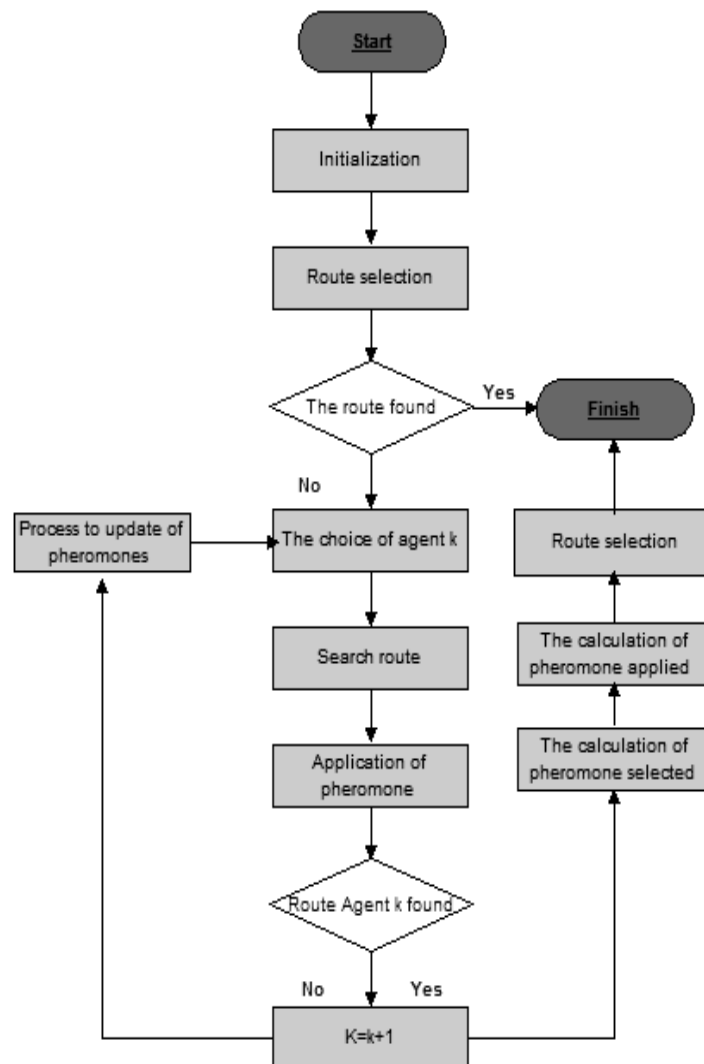 Start
Initialization
Route selection
The route found
Yes
Finish
No
Process to update of
pheromones
The choice of agent k
Route selection
Search route
The calculation of
pheromone applied
Application of
pheromone
The calculation of
pheromone selected
Route Agent k found
No
Yes
K=k+1